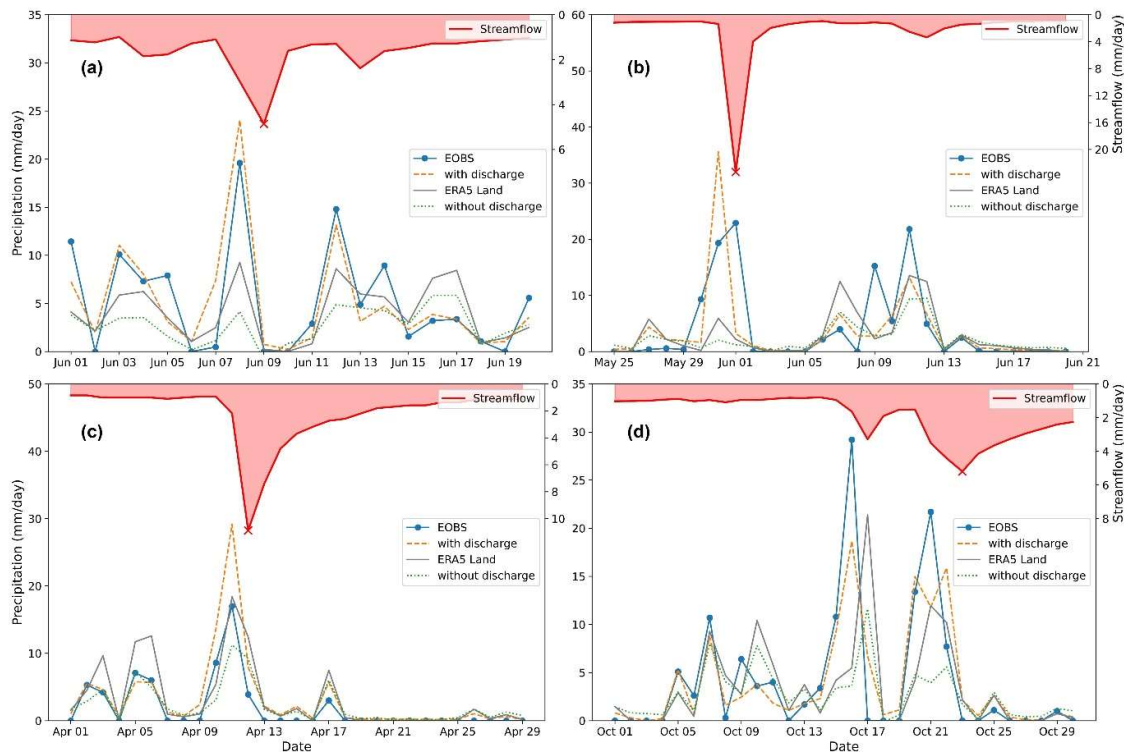 35
30
25
20
15
10
5
0
Precipitation (mm/day)
(a)
Streamflow
0
2
4
6
EOBS
with discharge
ERA5 Land
without discharge
Jun 01
Jun 03
Jun 05
Jun 07
Jun 09
Jun 11
Jun 13
Jun 15
Jun 17
Jun 19
60
50
40
30
20
10
0
(b)
Streamflow
0
4
8
12
16
20
Streamflow (mm/day)
EOBS
with discharge
ERA5 Land
without discharge
May 25
May 29
Jun 01
Jun 05
Jun 09
Jun 13
Jun 17
Jun 21
50
40
30
20
10
0
Precipitation (mm/day)
(c)
Streamflow
0
2
4
6
8
10
EOBS
with discharge
ERA5 Land
without discharge
Apr 01
Apr 05
Apr 09
Apr 13
Apr 17
Apr 21
Apr 25
Apr 29
Date
35
30
25
20
15
10
5
0
(d)
Streamflow
0
2
4
6
8
Streamflow (mm/day)
EOBS
with discharge
ERA5 Land
without discharge
Oct 01
Oct 05
Oct 09
Oct 13
Oct 17
Oct 21
Oct 25
Oct 29
Date